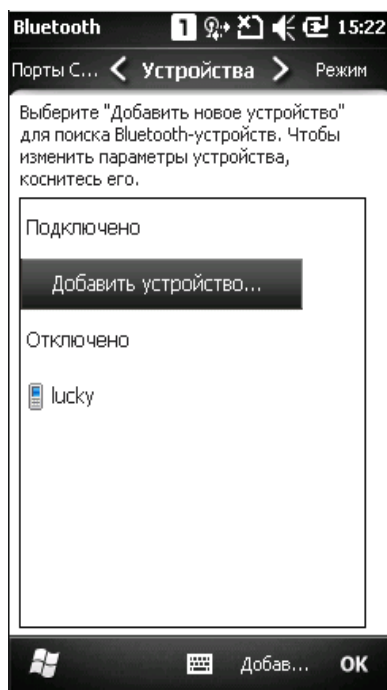 Bluetooth 1 15:22
Порты С... Устройства Режим
Выберите "Добавить новое устройство"
для поиска Bluetooth-устройств. Чтобы
изменить параметры устройства,
коснитесь его.
Подключено
Добавить устройство...
Отключено
lucky
Добав... OK